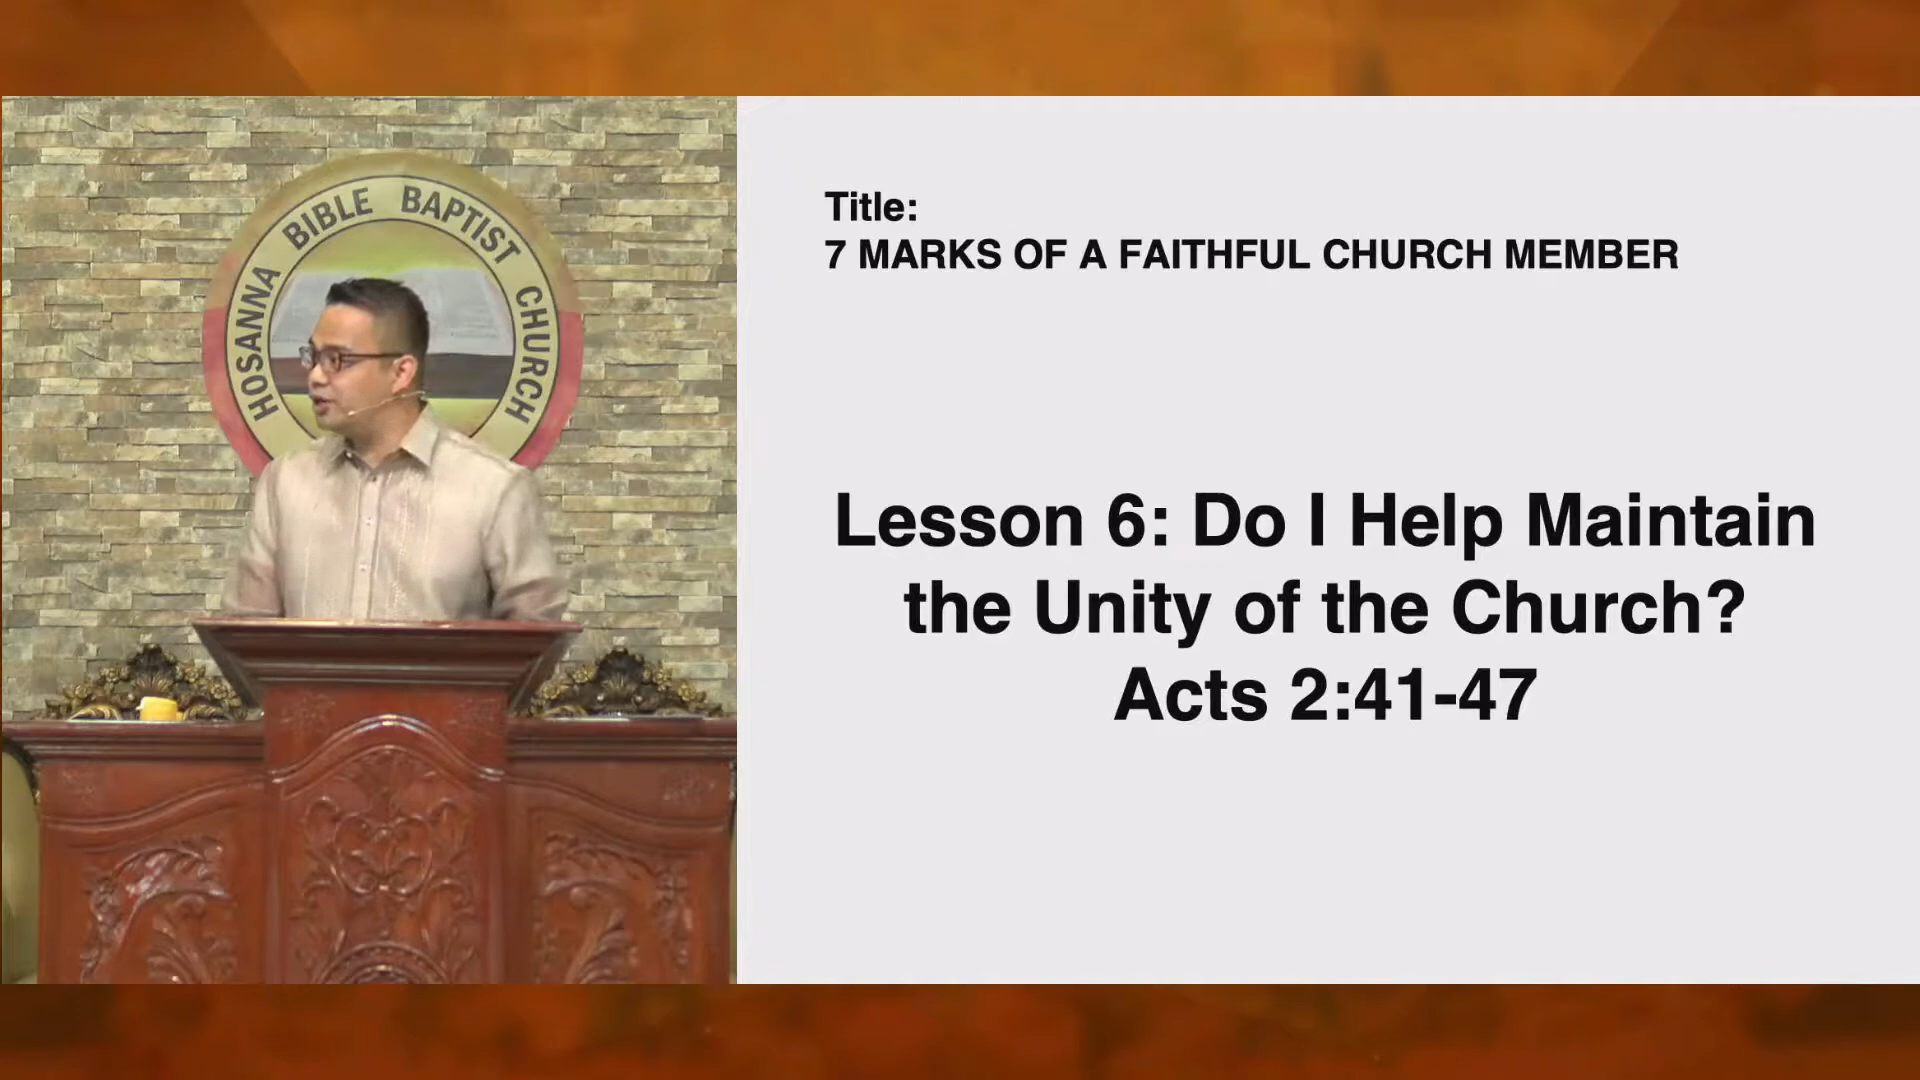 HOSANNA BIBLE BAPTIST CHURCH
Title:
7 MARKS OF A FAITHFUL CHURCH MEMBER
Lesson 6: Do I Help Maintain
the Unity of the Church?
Acts 2:41-47